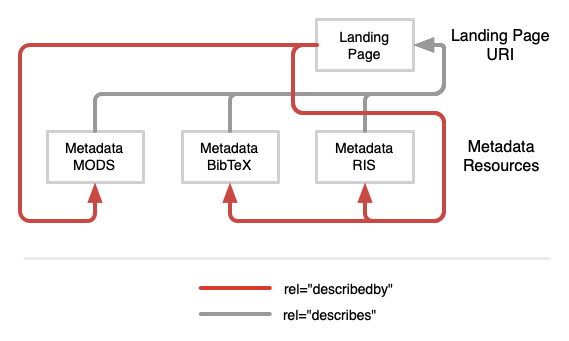 Landing
Page
Landing Page
URI
Metadata
MODS
Metadata
BibTeX
Metadata
RIS
Metadata
Resources
rel="describedby"
rel="describes"